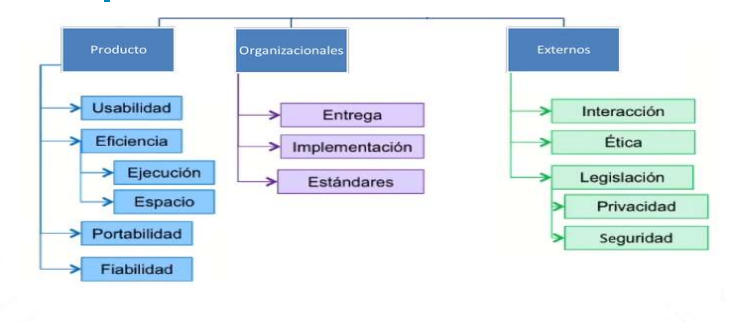 Producto
Usabilidad
Eficiencia
Ejecución
Espacio
Portabilidad
Fiabilidad
Organizacionales
Entrega
Implementación
Estándares
Externos
Interacción
Ética
Legislación
Privacidad
Seguridad